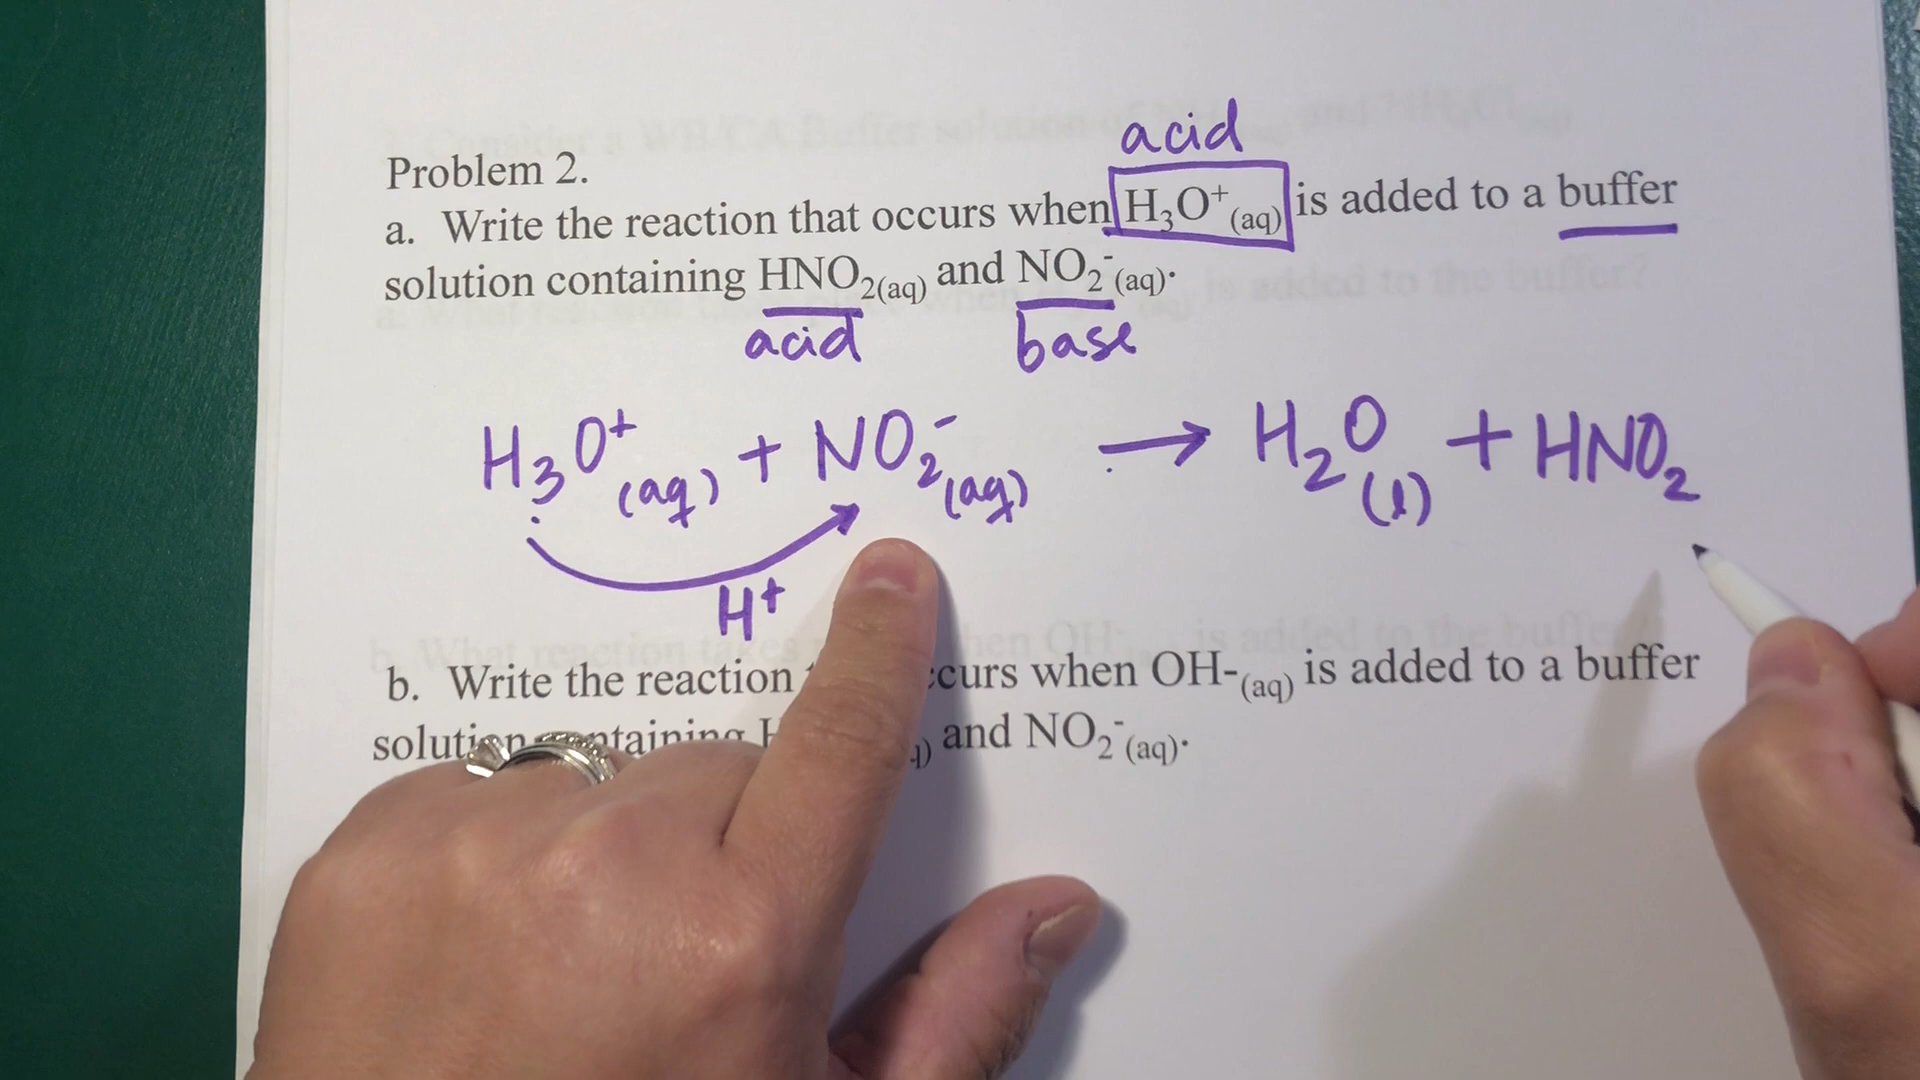 acid
Problem 2.
a. Write the reaction that occurs when H₃O⁺(aq) is added to a buffer
solution containing HNO₂(aq) and NO₂⁻(aq).
acid base
H₃O⁺(aq) + NO₂⁻(aq) → H₂O(l) + HNO₂
H⁺
b. Write the reaction when OH-(aq) is added to a buffer
and NO₂⁻(aq).